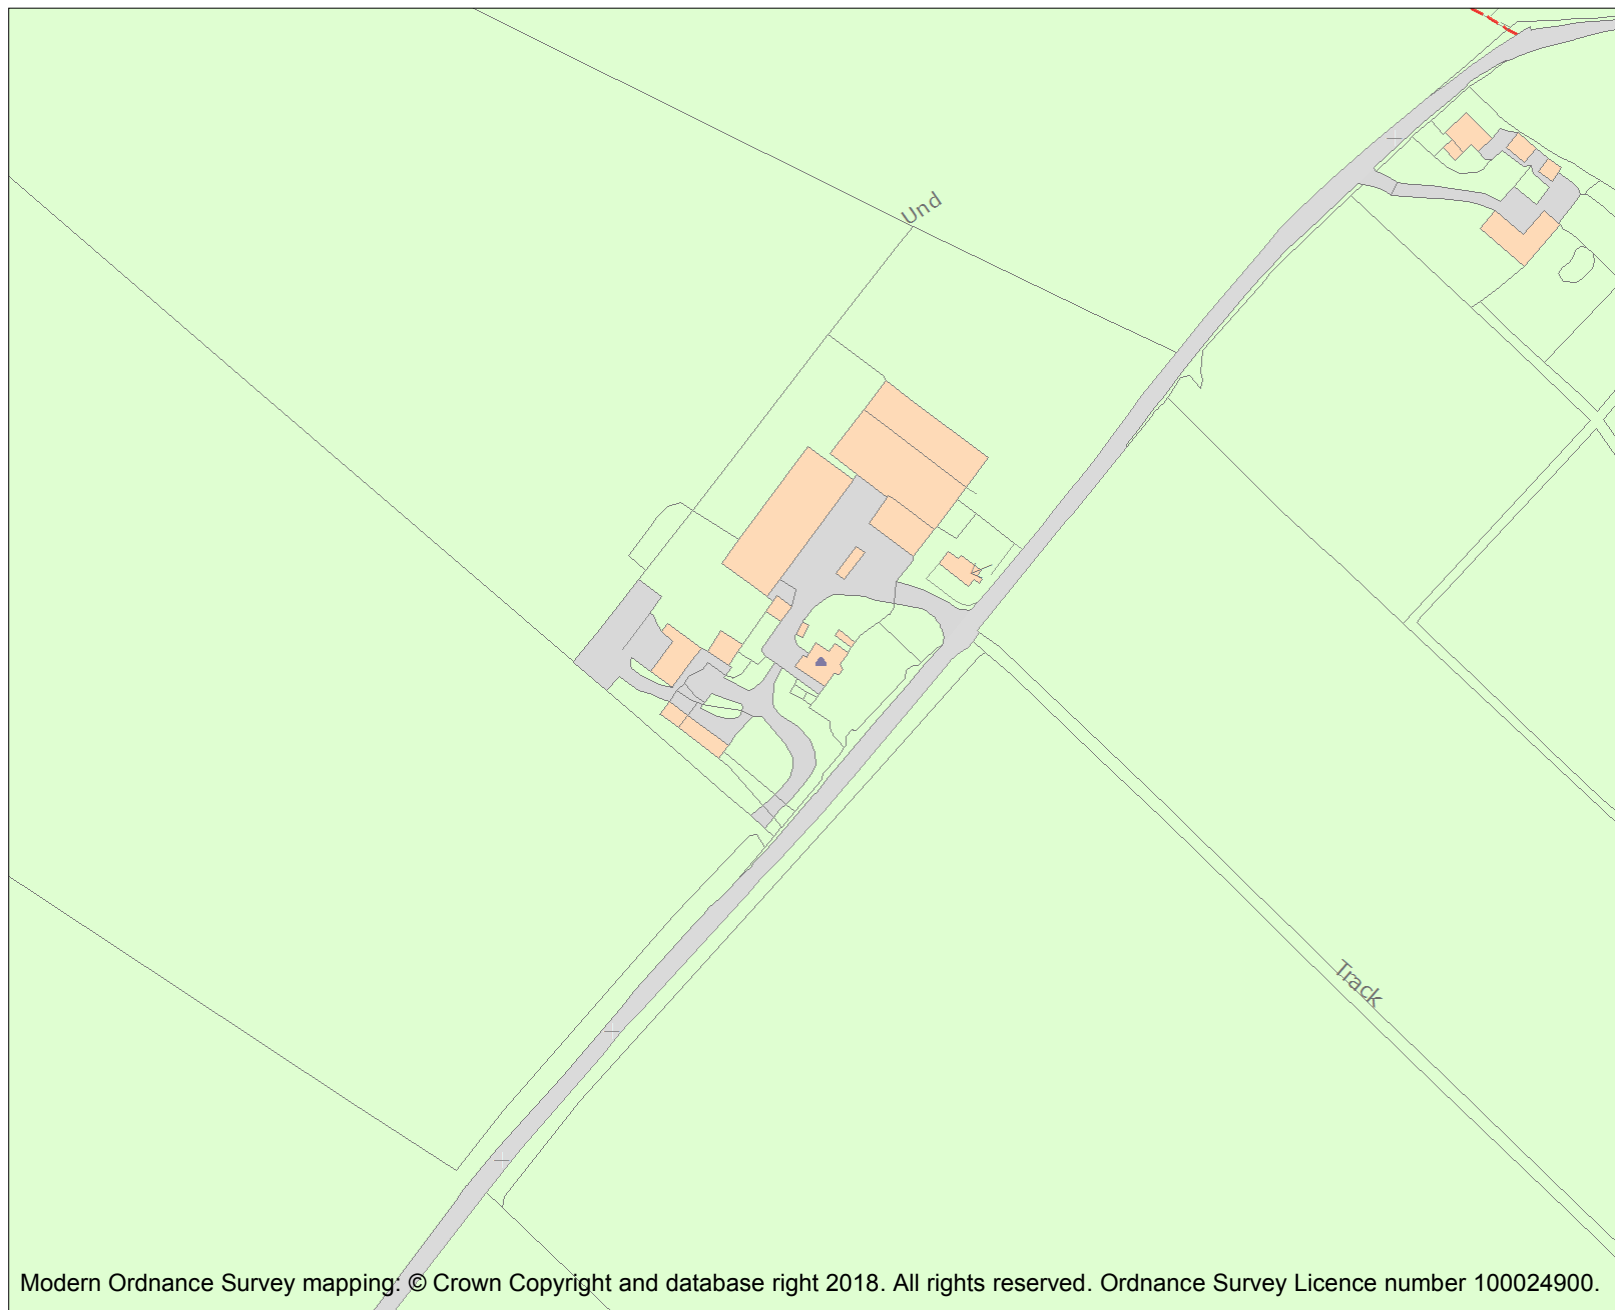 Und
Track
Modern Ordnance Survey mapping: © Crown Copyright and database right 2018. All rights reserved. Ordnance Survey Licence number 100024900.